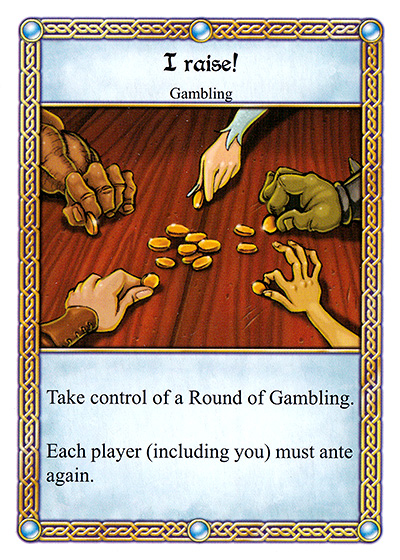 I raise!
Gambling
Take control of a Round of Gambling.
Each player (including you) must ante
again.